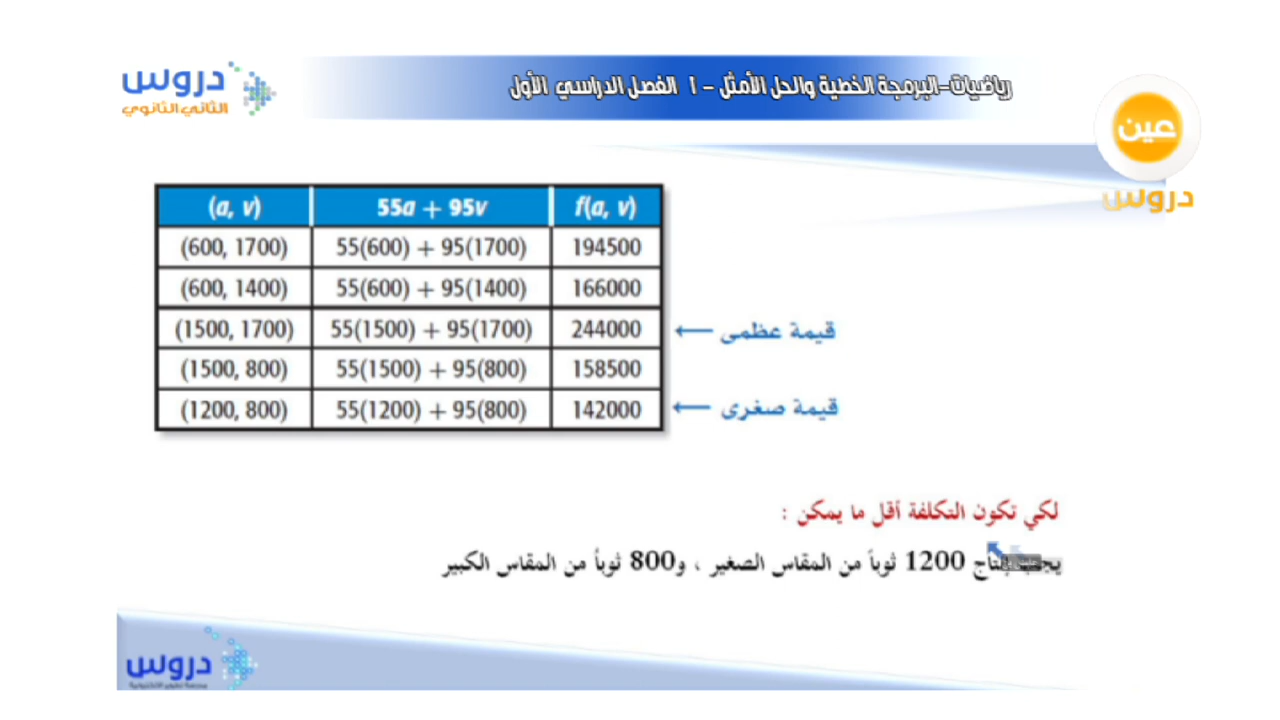 دروس
الثاني الثانوي
رياضيات-البرمجة الخطية والحل الأمثل - ٢ الفصل الدراسي الأول
عين
دروس
(a, v) 55a + 95v f(a, v)
(600, 1700) 55(600) + 95(1700) 194500
(600, 1400) 55(600) + 95(1400) 166000
(1500, 1700) 55(1500) + 95(1700) 244000 ← قيمة عظمى
(1500, 800) 55(1500) + 95(800) 158500
(1200, 800) 55(1200) + 95(800) 142000 ← قيمة صغرى
لكي تكون التكلفة أقل ما يمكن :
يجب إنتاج 1200 ثوباً من المقاس الصغير ، و800 ثوباً من المقاس الكبير
دروس